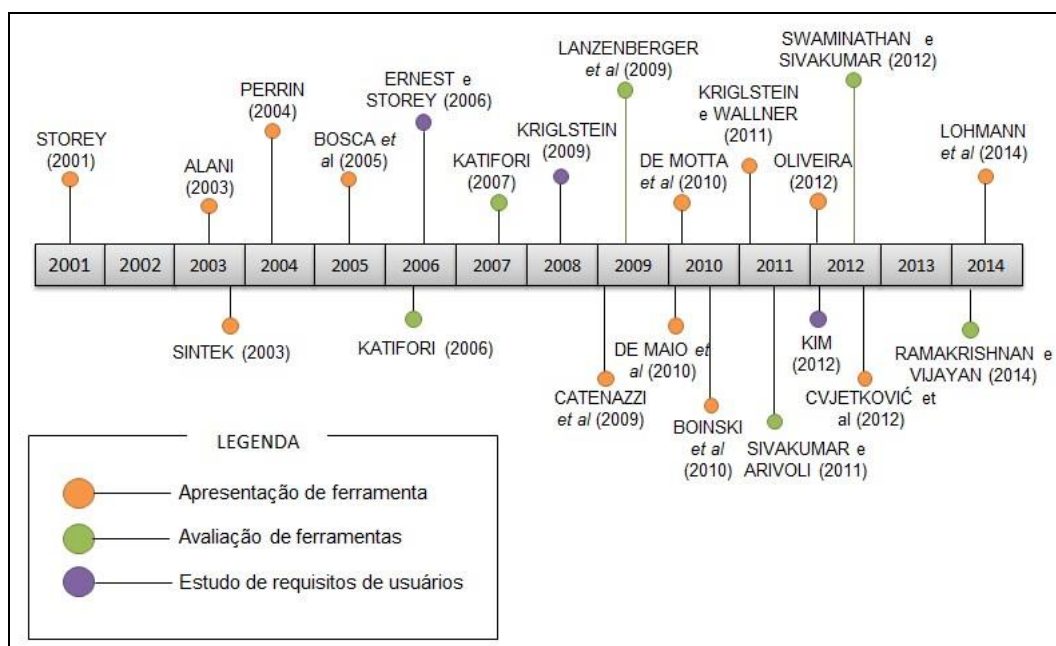 STOREY
(2001)
ALANI
(2003)
PERRIN
(2004)
BOSCA et
al (2005)
ERNEST e
STOREY (2006)
KATIFORI
(2007)
KRIGLSTEIN
(2009)
LANZENBERGER
et al (2009)
DE MOTTA
et al (2010)
KRIGLSTEIN
e WALLNER
(2011)
OLIVEIRA
(2012)
SWAMINATHAN e
SIVAKUMAR (2012)
LOHMANN
et al (2014)
2001 2002 2003 2004 2005 2006 2007 2008 2009 2010 2011 2012 2013 2014
SINTEK (2003)
KATIFORI (2006)
CATENAZZI
et al (2009)
DE MAIO et
al (2010)
BOINSKI
et al
(2010)
SIVAKUMAR e
ARIVOLI (2011)
KIM
(2012)
CVJETKOVIĆ et
al (2012)
RAMAKRISHNAN e
VIJAYAN (2014)
LEGENDA
Apresentação de ferramenta
Avaliação de ferramentas
Estudo de requisitos de usuários